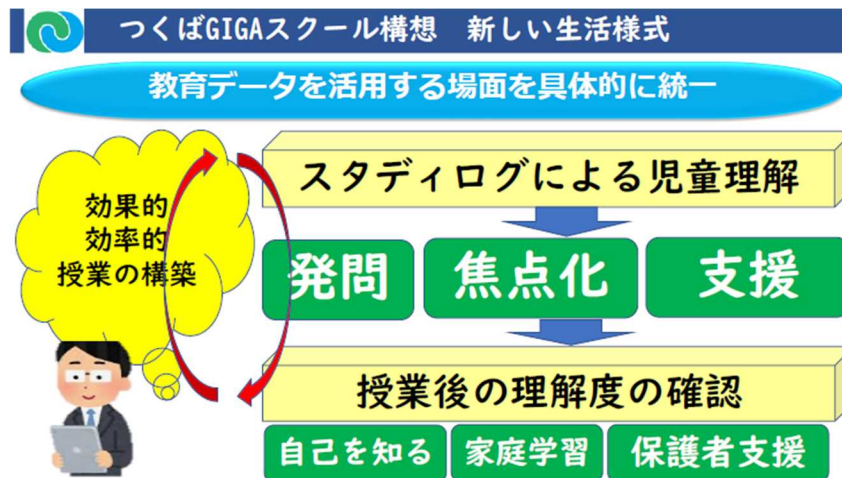 つくばGIGAスクール構想　新しい生活様式
教育データを活用する場面を具体的に統一
効果的
効率的
授業の構築
スタディログによる児童理解
発問
焦点化
支援
授業後の理解度の確認
自己を知る
家庭学習
保護者支援